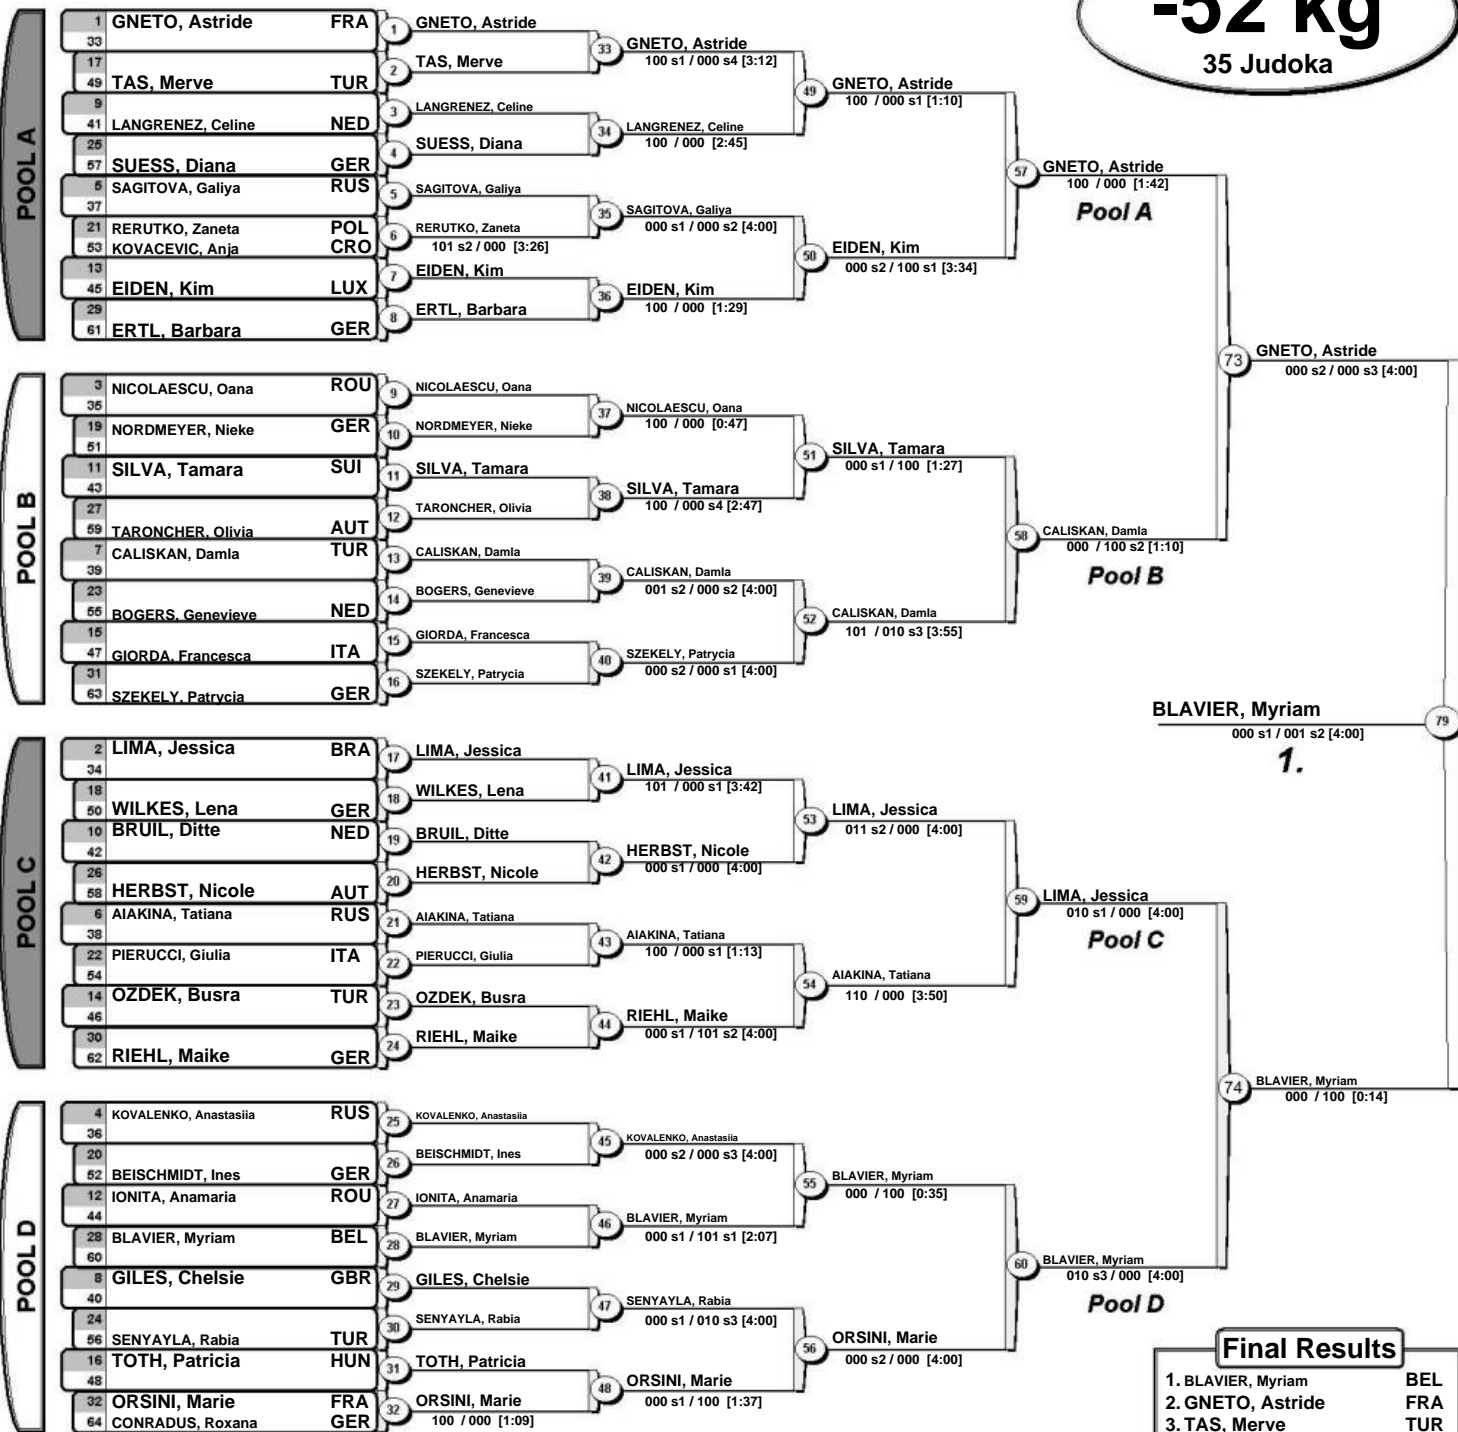 -52 kg
35 Judoka
POOL A
1 GNETO, Astride FRA
33
17
49 TAS, Merve TUR
9
41 LANGRENEZ, Celine NED
25
57 SUESS, Diana GER
5 SAGITOVA, Galiya RUS
37
21 RERUTKO, Zaneta POL
53 KOVACEVIC, Anja CRO
13
45 EIDEN, Kim LUX
29
61 ERTL, Barbara GER
1 GNETO, Astride
2 TAS, Merve
3 LANGRENEZ, Celine
4 SUESS, Diana
5 SAGITOVA, Galiya
6 RERUTKO, Zaneta
101 s2 / 000 [3:26]
7 EIDEN, Kim
8 ERTL, Barbara
33 GNETO, Astride
100 s1 / 000 s4 [3:12]
34 LANGRENEZ, Celine
100 / 000 [2:45]
35 SAGITOVA, Galiya
000 s1 / 000 s2 [4:00]
36 EIDEN, Kim
100 / 000 [1:29]
49 GNETO, Astride
100 / 000 s1 [1:10]
50 EIDEN, Kim
000 s2 / 100 s1 [3:34]
57 GNETO, Astride
100 / 000 [1:42]
Pool A
POOL B
3 NICOLAESCU, Oana ROU
35
19 NORDMEYER, Nieke GER
51
11 SILVA, Tamara SUI
43
27
59 TARONCHER, Olivia AUT
7 CALISKAN, Damla TUR
39
23
55 BOGERS, Genevieve NED
15
47 GIORDA, Francesca ITA
31
63 SZEKELY, Patrycia GER
9 NICOLAESCU, Oana
10 NORDMEYER, Nieke
11 SILVA, Tamara
12 TARONCHER, Olivia
13 CALISKAN, Damla
14 BOGERS, Genevieve
15 GIORDA, Francesca
16 SZEKELY, Patrycia
37 NICOLAESCU, Oana
100 / 000 [0:47]
38 SILVA, Tamara
100 / 000 s4 [2:47]
39 CALISKAN, Damla
001 s2 / 000 s2 [4:00]
40 SZEKELY, Patrycia
000 s2 / 000 s1 [4:00]
51 SILVA, Tamara
000 s1 / 100 [1:27]
52 CALISKAN, Damla
101 / 010 s3 [3:55]
58 CALISKAN, Damla
000 / 100 s2 [1:10]
Pool B
73 GNETO, Astride
000 s2 / 000 s3 [4:00]
BLAVIER, Myriam 79
000 s1 / 001 s2 [4:00]
1.
POOL C
2 LIMA, Jessica BRA
34
18
50 WILKES, Lena GER
10 BRUIL, Ditte NED
42
26
58 HERBST, Nicole AUT
6 AIAKINA, Tatiana RUS
38
22 PIERUCCI, Giulia ITA
54
14 OZDEK, Busra TUR
46
30
62 RIEHL, Maike GER
17 LIMA, Jessica
18 WILKES, Lena
19 BRUIL, Ditte
20 HERBST, Nicole
21 AIAKINA, Tatiana
22 PIERUCCI, Giulia
23 OZDEK, Busra
24 RIEHL, Maike
41 LIMA, Jessica
101 / 000 s1 [3:42]
42 HERBST, Nicole
000 s1 / 000 [4:00]
43 AIAKINA, Tatiana
100 / 000 s1 [1:13]
44 RIEHL, Maike
000 s1 / 101 s2 [4:00]
53 LIMA, Jessica
011 s2 / 000 [4:00]
54 AIAKINA, Tatiana
110 / 000 [3:50]
59 LIMA, Jessica
010 s1 / 000 [4:00]
Pool C
74 BLAVIER, Myriam
000 / 100 [0:14]
POOL D
4 KOVALENKO, Anastasiia RUS
36
20
52 BEISCHMIDT, Ines GER
12 IONITA, Anamaria ROU
44
28 BLAVIER, Myriam BEL
60
8 GILES, Chelsie GBR
40
24
56 SENYAYLA, Rabia TUR
16 TOTH, Patricia HUN
48
32 ORSINI, Marie FRA
64 CONRADUS, Roxana GER
25 KOVALENKO, Anastasiia
26 BEISCHMIDT, Ines
27 IONITA, Anamaria
28 BLAVIER, Myriam
29 GILES, Chelsie
30 SENYAYLA, Rabia
31 TOTH, Patricia
32 ORSINI, Marie
100 / 000 [1:09]
45 KOVALENKO, Anastasiia
000 s2 / 000 s3 [4:00]
46 BLAVIER, Myriam
000 s1 / 101 s1 [2:07]
47 SENYAYLA, Rabia
000 s1 / 010 s3 [4:00]
48 ORSINI, Marie
000 s1 / 100 [1:37]
55 BLAVIER, Myriam
000 / 100 [0:35]
56 ORSINI, Marie
000 s2 / 000 [4:00]
60 BLAVIER, Myriam
010 s3 / 000 [4:00]
Pool D
Final Results
1. BLAVIER, Myriam BEL
2. GNETO, Astride FRA
3. TAS, Merve TUR